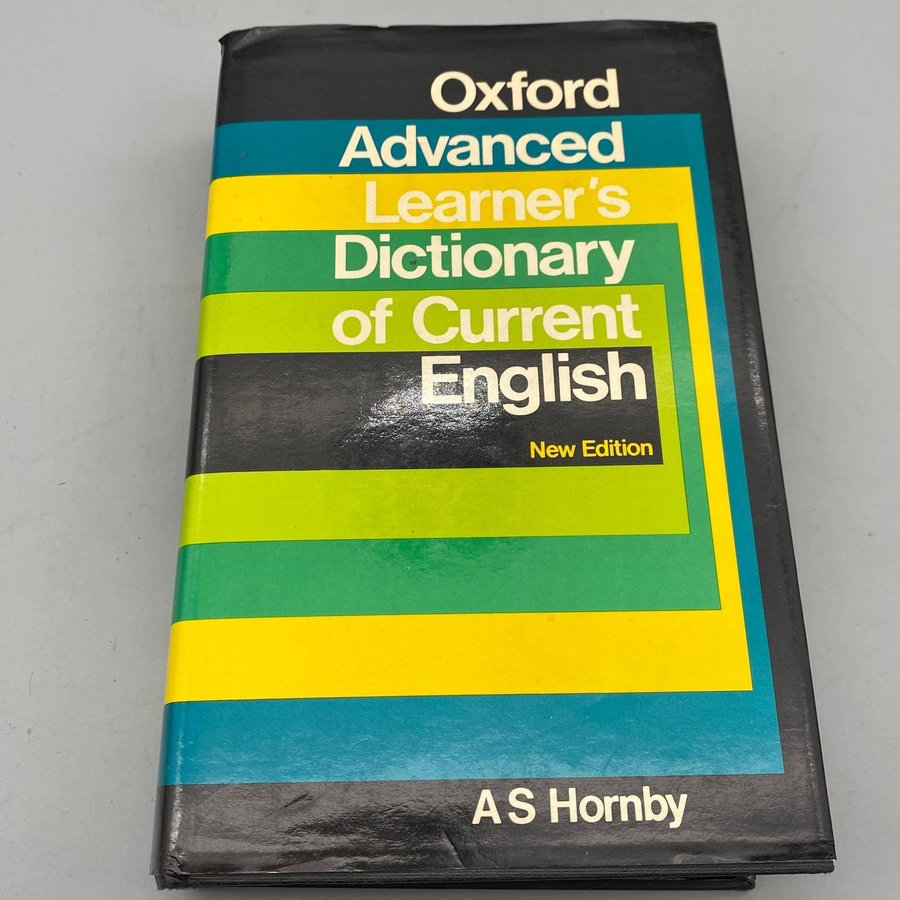 Oxford
Advanced
Learner's
Dictionary
of Current
English
New Edition
A S Hornby